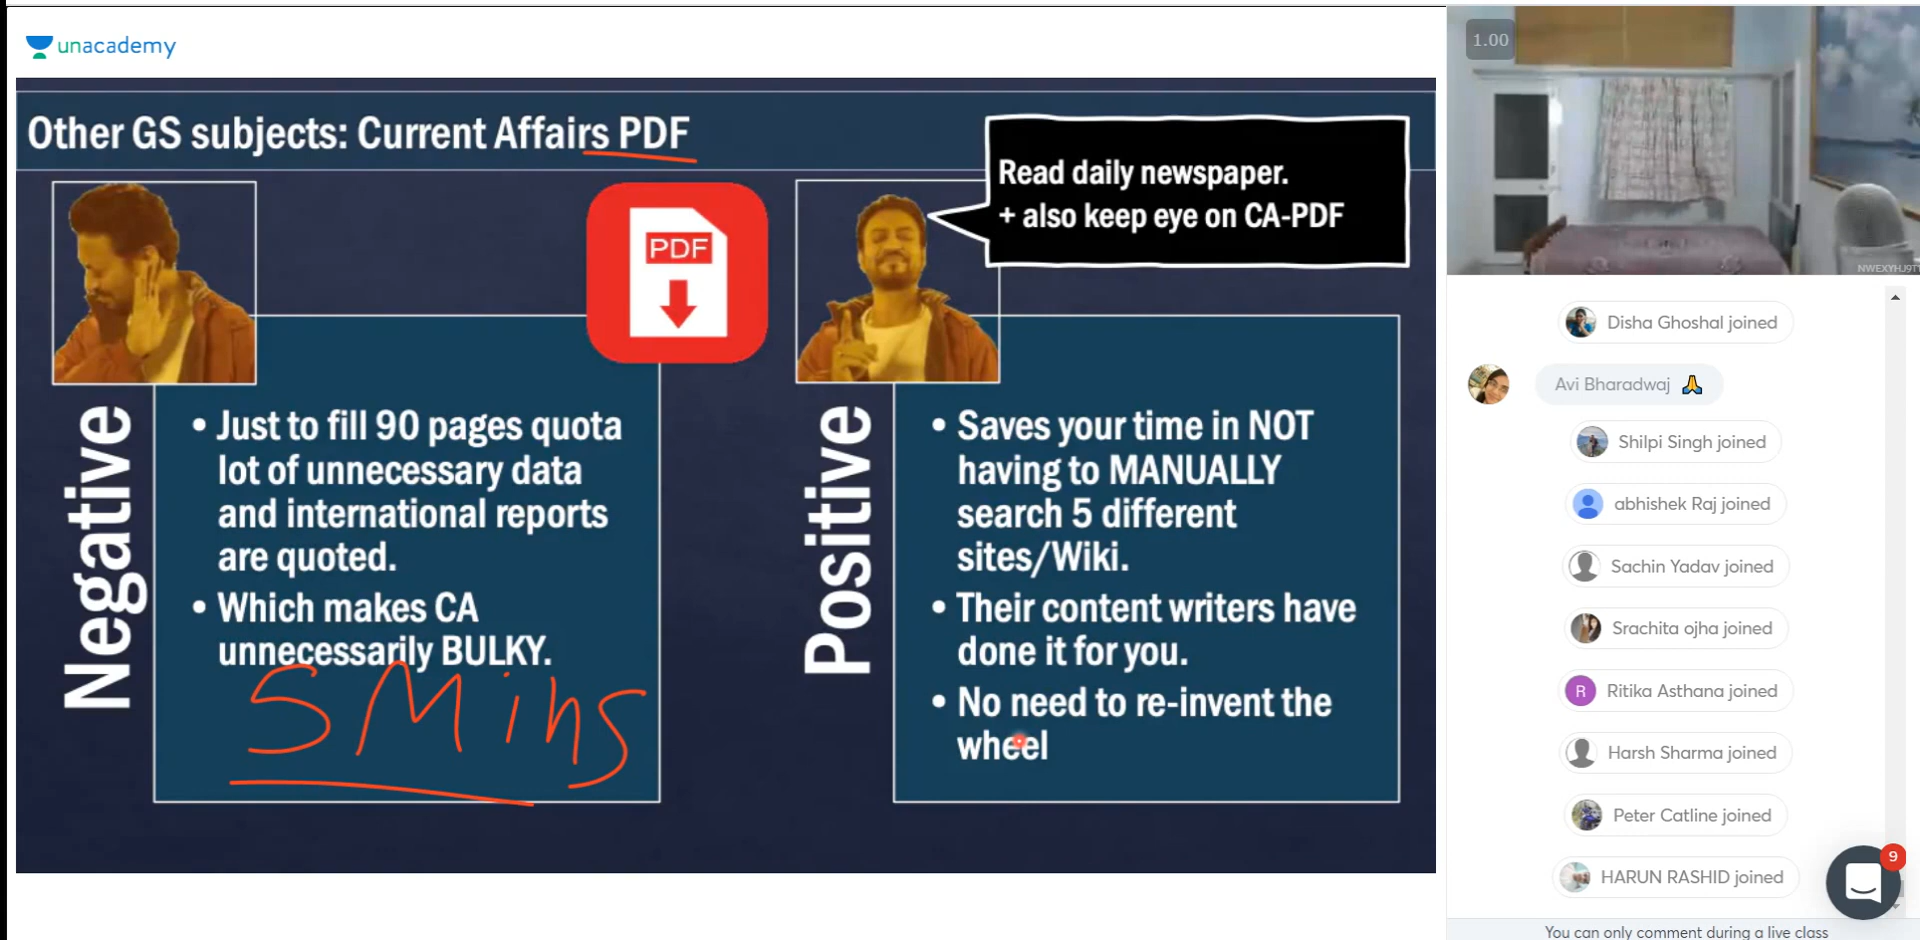 unacademy
Other GS subjects: Current Affairs PDF
Read daily newspaper.
+ also keep eye on CA-PDF
PDF
Negative
• Just to fill 90 pages quota
lot of unnecessary data
and international reports
are quoted.
• Which makes CA
unnecessarily BULKY.
5 Mins
Positive
• Saves your time in NOT
having to MANUALLY
search 5 different
sites/Wiki.
• Their content writers have
done it for you.
• No need to re-invent the
wheel
1.00
NWEXYHJ9T
Disha Ghoshal joined
Avi Bharadwaj 🙏
Shilpi Singh joined
abhishek Raj joined
Sachin Yadav joined
Srachita ojha joined
R Ritika Asthana joined
Harsh Sharma joined
Peter Catline joined
HARUN RASHID joined
9
You can only comment during a live class